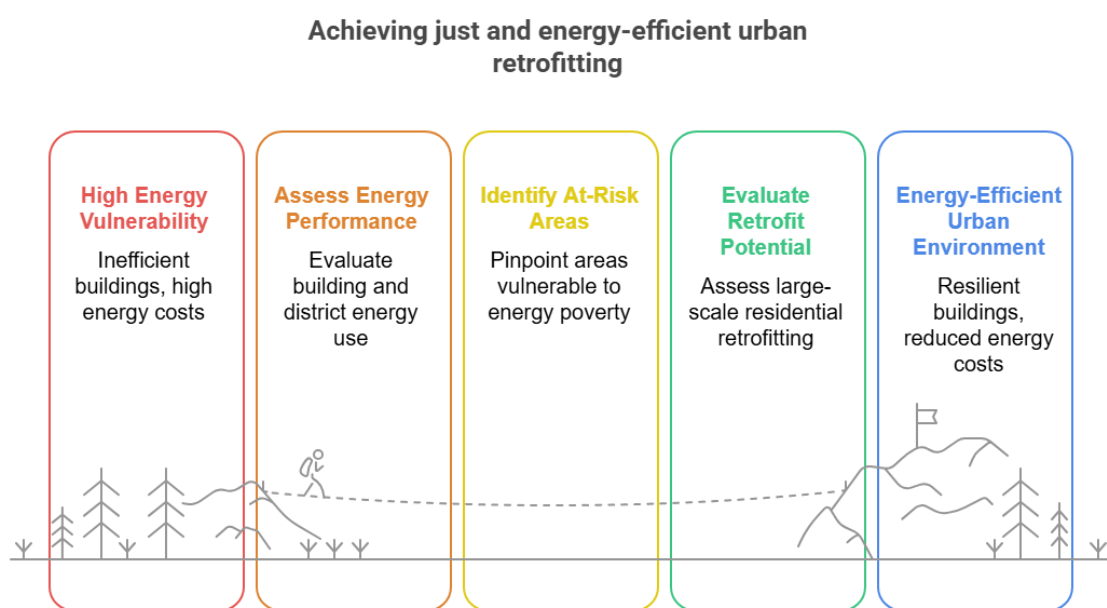 Achieving just and energy-efficient urban
retrofitting
High Energy
Vulnerability
Inefficient
buildings, high
energy costs
Assess Energy
Performance
Evaluate
building and
district energy
use
Identify At-Risk
Areas
Pinpoint areas
vulnerable to
energy poverty
Evaluate
Retrofit
Potential
Assess large-
scale residential
retrofitting
Energy-Efficient
Urban
Environment
Resilient
buildings,
reduced energy
costs